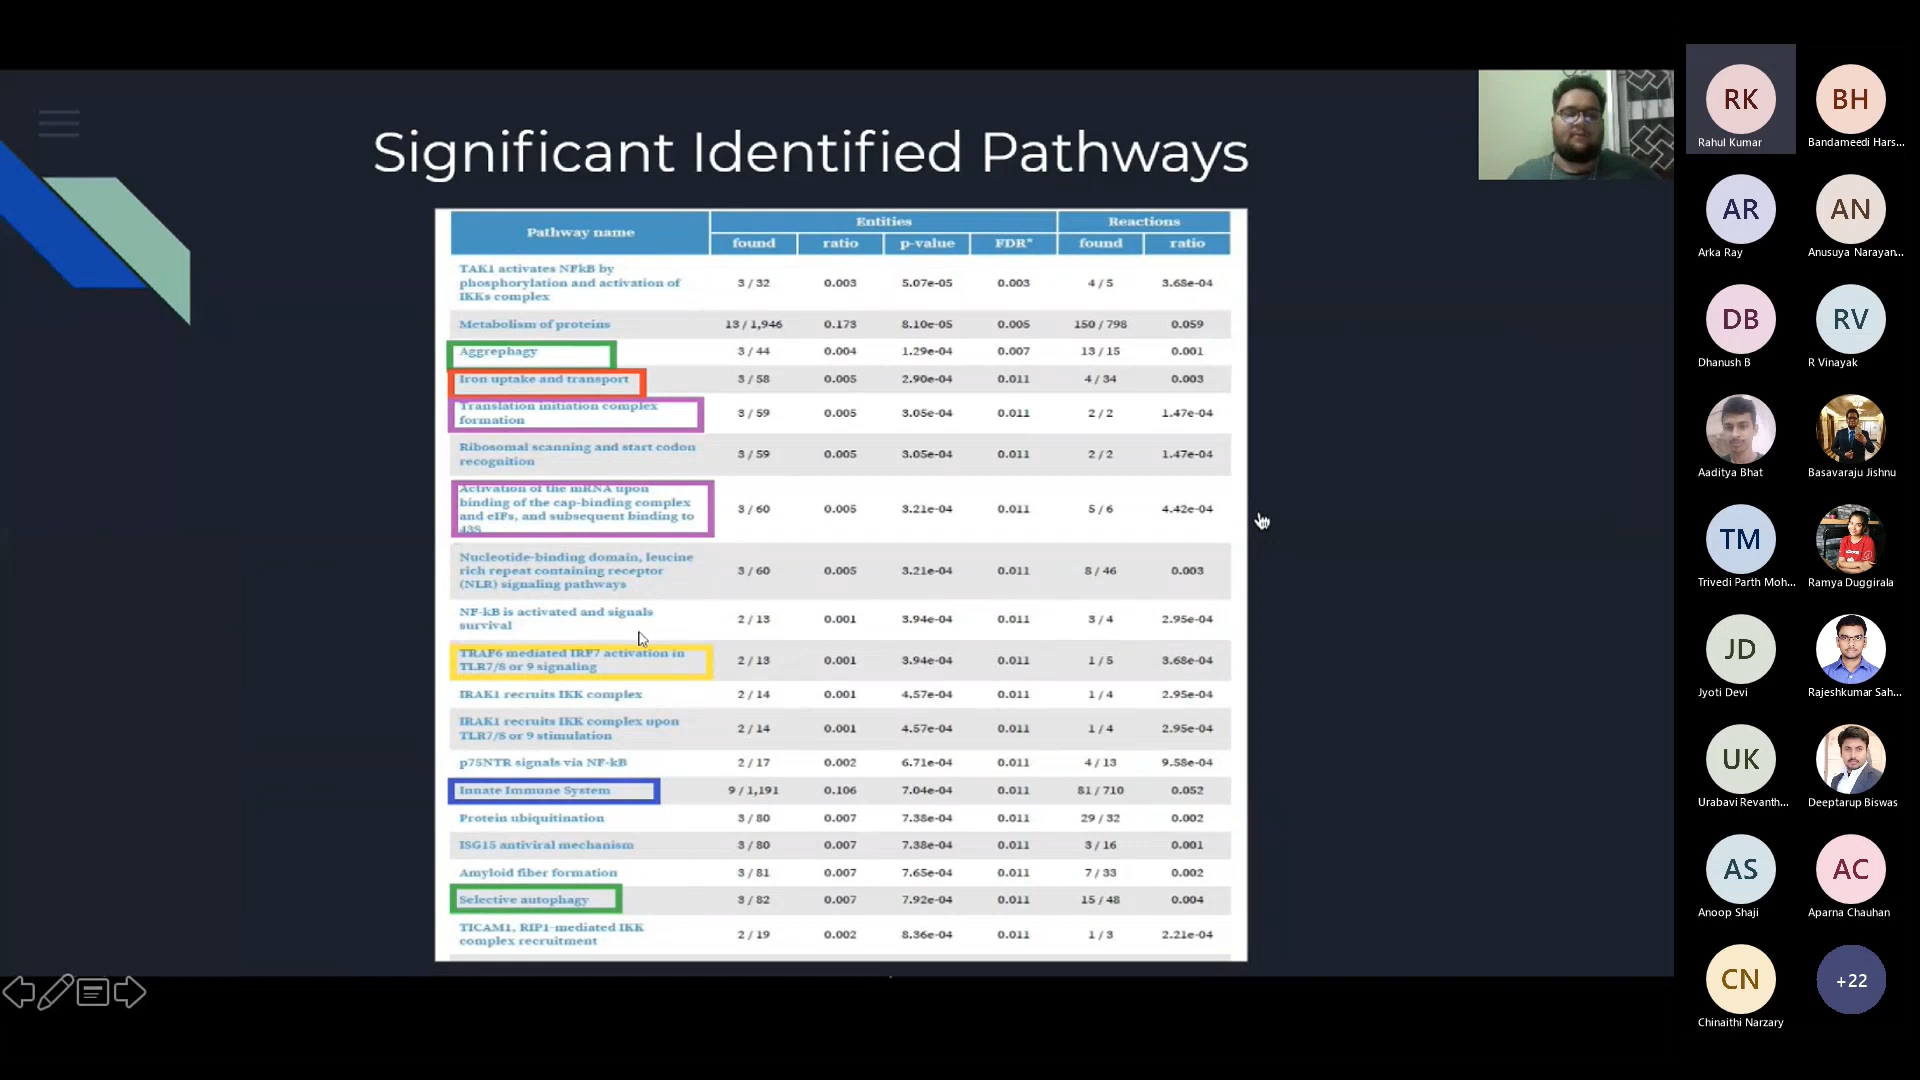 Significant Identified Pathways
Pathway name
Entities
Reactions
found ratio p-value FDR* found ratio
TAK1 activates NFkB by
phosphorylation and activation of
IKKs complex
3 / 32 0.003 5.07e-05 0.003 4 / 5 3.68e-04
Metabolism of proteins 13 / 1,946 0.173 8.10e-05 0.005 150 / 798 0.059
Aggrephagy 3 / 44 0.004 1.29e-04 0.007 13 / 15 0.001
Iron uptake and transport 3 / 58 0.005 2.90e-04 0.011 4 / 34 0.003
Translation initiation complex
formation
3 / 59 0.005 3.05e-04 0.011 2 / 2 1.47e-04
Ribosomal scanning and start codon
recognition
3 / 59 0.005 3.05e-04 0.011 2 / 2 1.47e-04
Activation of the mRNA upon
binding of the cap-binding complex
and eIFs, and subsequent binding to
43S
3 / 60 0.005 3.21e-04 0.011 5 / 6 4.42e-04
Nucleotide-binding domain, leucine
rich repeat containing receptor
(NLR) signaling pathways
3 / 60 0.005 3.21e-04 0.011 8 / 46 0.003
NF-kB is activated and signals
survival
2 / 13 0.001 3.94e-04 0.011 3 / 4 2.95e-04
TRAF6 mediated IRF7 activation in
TLR7/8 or 9 signaling
2 / 13 0.001 3.94e-04 0.011 1 / 5 3.68e-04
IRAK1 recruits IKK complex 2 / 14 0.001 4.57e-04 0.011 1 / 4 2.95e-04
IRAK1 recruits IKK complex upon
TLR7/8 or 9 stimulation
2 / 14 0.001 4.57e-04 0.011 1 / 4 2.95e-04
p75NTR signals via NF-kB 2 / 17 0.002 6.71e-04 0.011 4 / 13 9.58e-04
Innate Immune System 9 / 1,191 0.106 7.04e-04 0.011 81 / 710 0.052
Protein ubiquitination 3 / 80 0.007 7.38e-04 0.011 29 / 32 0.002
ISG15 antiviral mechanism 3 / 80 0.007 7.38e-04 0.011 3 / 16 0.001
Amyloid fiber formation 3 / 81 0.007 7.65e-04 0.011 7 / 33 0.002
Selective autophagy 3 / 82 0.007 7.92e-04 0.011 15 / 48 0.004
TICAM1, RIP1-mediated IKK
complex recruitment
2 / 19 0.002 8.36e-04 0.011 1 / 3 2.21e-04
RK BH
Rahul Kumar Bandameedi Hars...
AR AN
Arka Ray Anusuya Narayan...
DB RV
Dhanush B R Vinayak
Aaditya Bhat Basavaraju Jishnu
TM
Trivedi Parth Moh... Ramya Duggirala
JD
Jyoti Devi Rajeshkumar Sah...
UK
Urabavi Revanth... Deeptarup Biswas
AS AC
Anoop Shaji Aparna Chauhan
CN +22
Chinaithi Narzary